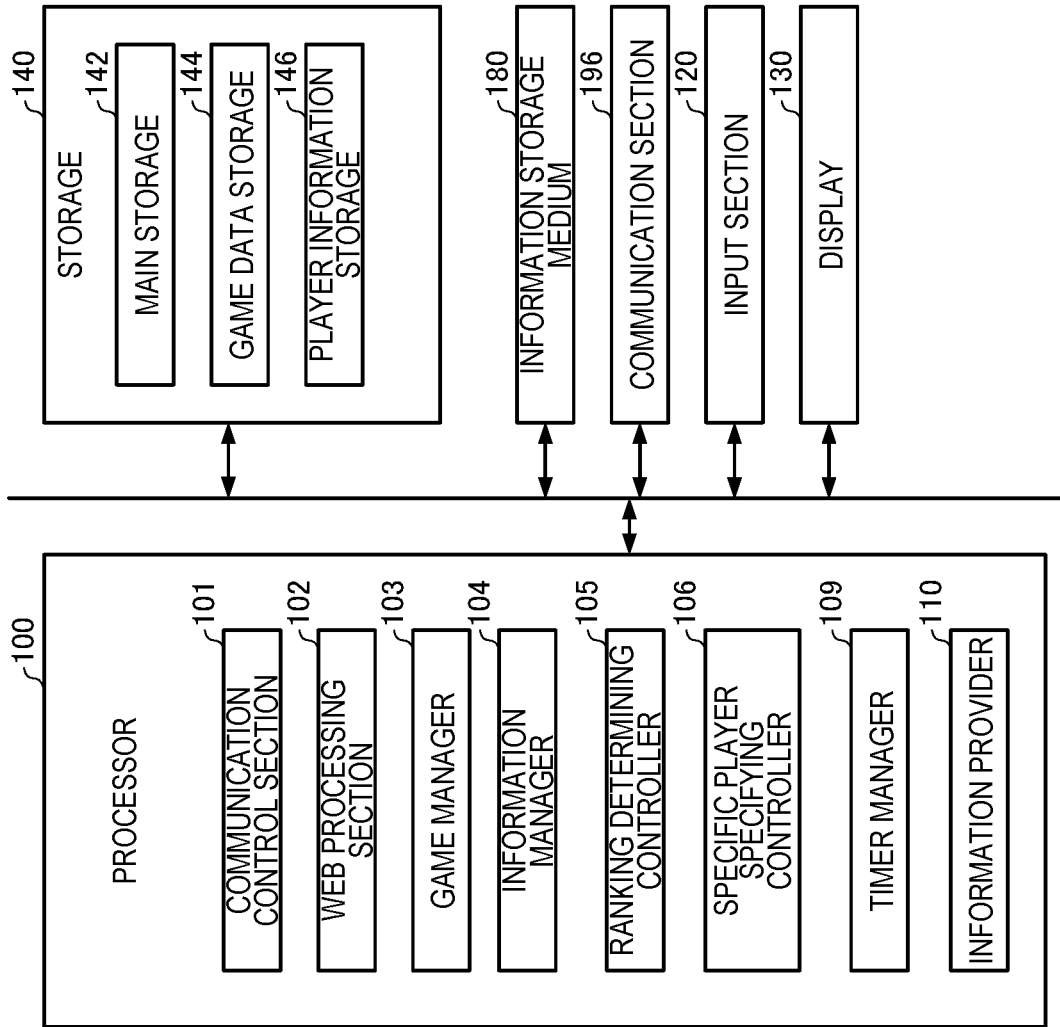 100
PROCESSOR
101
COMMUNICATION
CONTROL SECTION
102
WEB PROCESSING
SECTION
103
GAME MANAGER
104
INFORMATION
MANAGER
105
RANKING DETERMINING
CONTROLLER
106
SPECIFIC PLAYER
SPECIFYING
CONTROLLER
109
TIMER MANAGER
110
INFORMATION PROVIDER
140
STORAGE
142
MAIN STORAGE
144
GAME DATA STORAGE
146
PLAYER INFORMATION
STORAGE
180
INFORMATION STORAGE
MEDIUM
196
COMMUNICATION SECTION
120
INPUT SECTION
130
DISPLAY